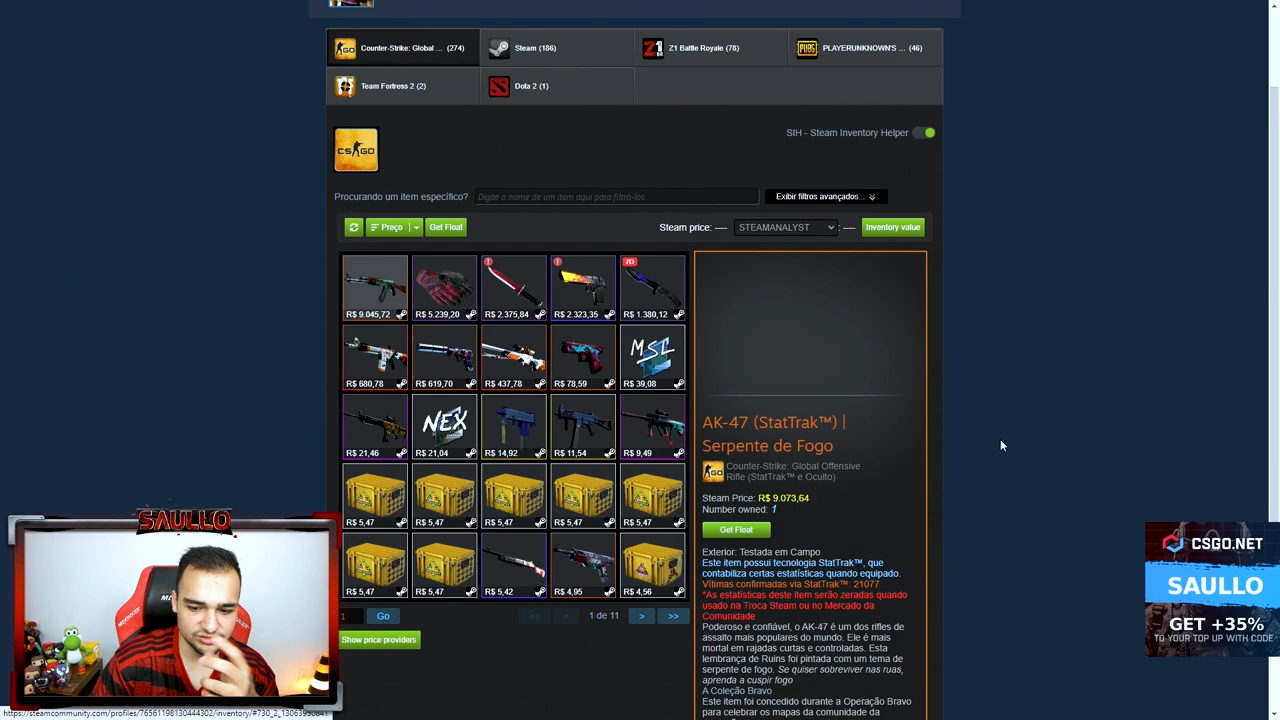 Counter-Strike: Global ... (274)
Steam (186)
Z1 Battle Royale (78)
PLAYERUNKNOWN'S ... (46)
Team Fortress 2 (2)
Dota 2 (1)
CS GO
SIH - Steam Inventory Helper
Procurando um item específico?
Digite o nome de um item aqui para filtrá-los
Exibir filtros avançados...
Preço
Get Float
Steam price: ----
STEAMANALYST
: ----
Inventory value
7D
R$ 9.045,72
R$ 5.239,20
R$ 2.375,84
R$ 2.323,35
R$ 1.380,12
MSL
R$ 680,78
R$ 619,70
R$ 437,78
R$ 78,59
R$ 39,08
NEX
R$ 21,46
R$ 21,04
R$ 14,92
R$ 11,54
R$ 9,49
R$ 5,47
R$ 5,47
R$ 5,47
R$ 5,47
R$ 5,47
R$ 5,47
R$ 5,47
R$ 5,42
R$ 4,95
R$ 4,56
1
Go
<<
<
1 de 11
>
>>
Show price providers
AK-47 (StatTrak™) |
Serpente de Fogo
Counter-Strike: Global Offensive
Rifle (StatTrak™ e Oculto)
Steam Price: R$ 9.073,64
Number owned: 1
Get Float
Exterior: Testada em Campo
Este item possui tecnologia StatTrak™, que
contabiliza certas estatísticas quando equipado.
Vítimas confirmadas via StatTrak™: 21077
*As estatísticas deste item serão zeradas quando
usado na Troca Steam ou no Mercado da
Comunidade
Poderoso e confiável, o AK-47 é um dos rifles de
assalto mais populares do mundo. Ele é mais
mortal em rajadas curtas e controladas. Esta
lembrança de Ruins foi pintada com um tema de
serpente de fogo. Se quiser sobreviver nas ruas,
aprenda a cuspir fogo
A Coleção Bravo
Este item foi concedido durante a Operação Bravo
para celebrar os mapas da comunidade da
SAULLO
CSGO.NET
SAULLO
GET +35%
TO YOUR TOP UP WITH CODE